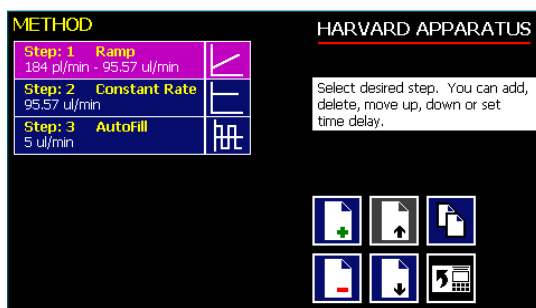 METHOD
HARVARD APPARATUS
Step: 1 Ramp
184 pl/min - 95.57 ul/min
Step: 2 Constant Rate
95.57 ul/min
Step: 3 AutoFill
5 ul/min
Select desired step. You can add,
delete, move up, down or set
time delay.